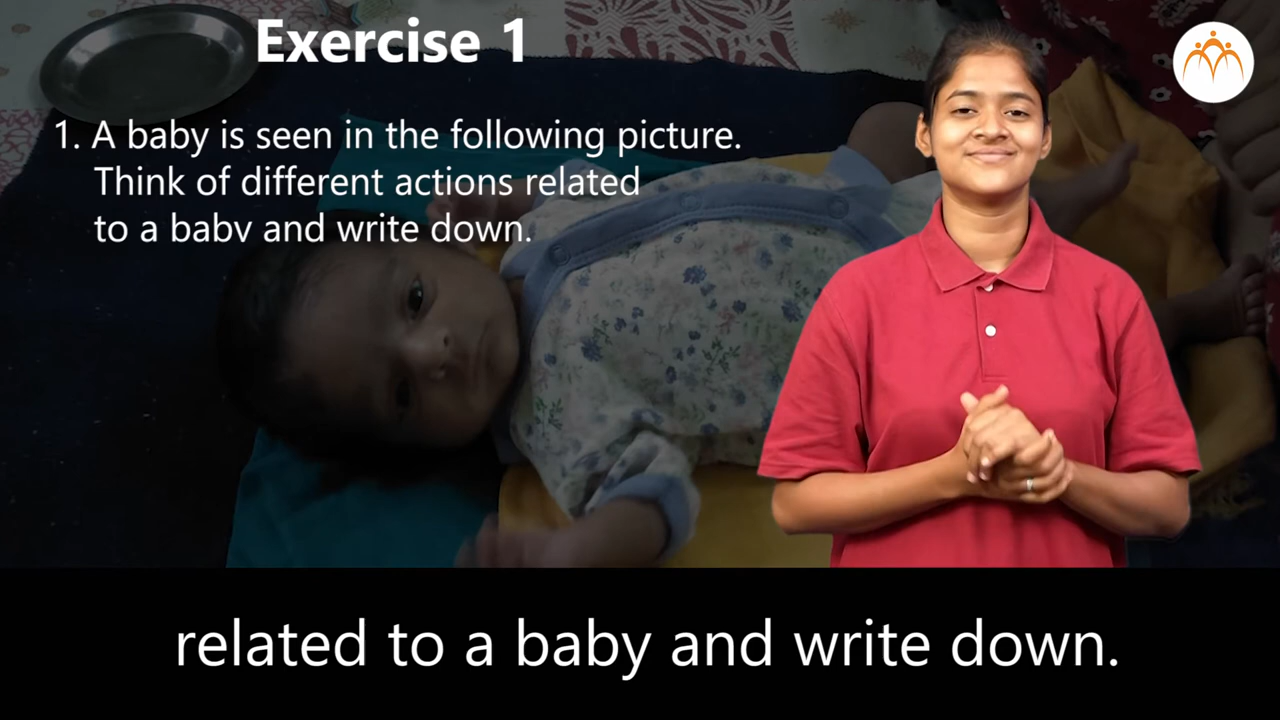 Exercise 1
1. A baby is seen in the following picture.
Think of different actions related
to a baby and write down.
related to a baby and write down.